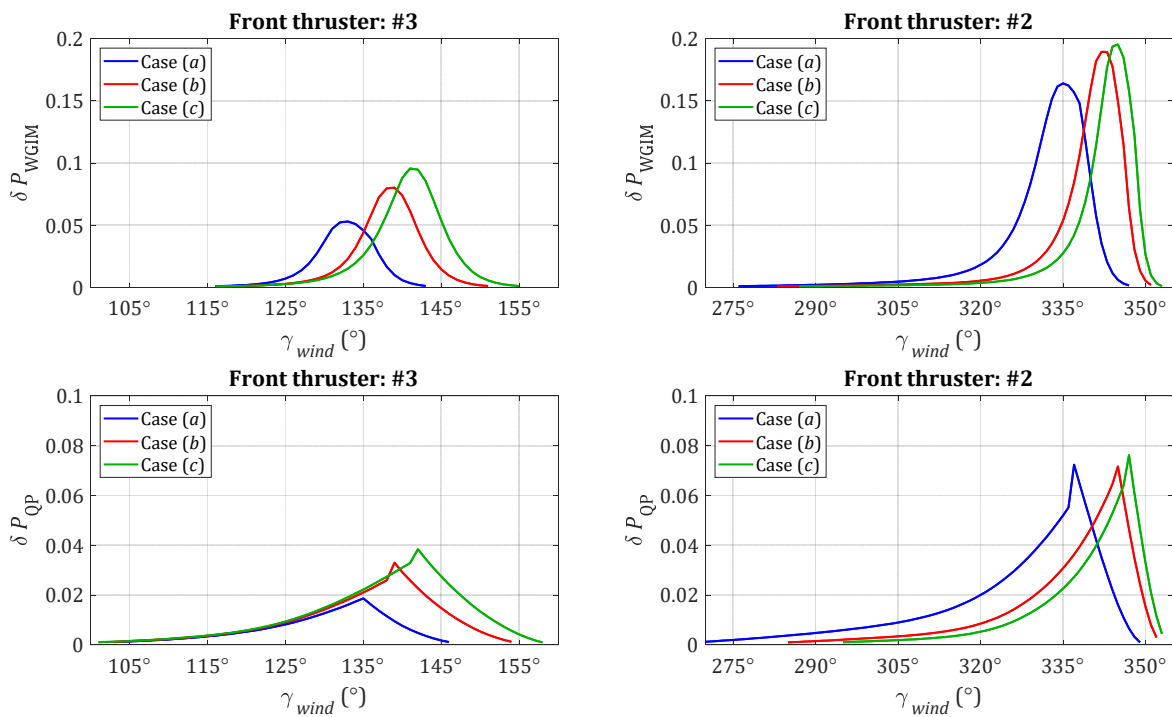 Front thruster: #3
0.2
0.15
0.1
0.05
0
δ P_WGIM
Case (a)
Case (b)
Case (c)
105° 115° 125° 135° 145° 155°
γ_wind (°)
Front thruster: #2
0.2
0.15
0.1
0.05
0
δ P_WGIM
Case (a)
Case (b)
Case (c)
275° 290° 305° 320° 335° 350°
γ_wind (°)
Front thruster: #3
0.1
0.08
0.06
0.04
0.02
0
δ P_QP
Case (a)
Case (b)
Case (c)
105° 115° 125° 135° 145° 155°
γ_wind (°)
Front thruster: #2
0.1
0.08
0.06
0.04
0.02
0
δ P_QP
Case (a)
Case (b)
Case (c)
275° 290° 305° 320° 335° 350°
γ_wind (°)